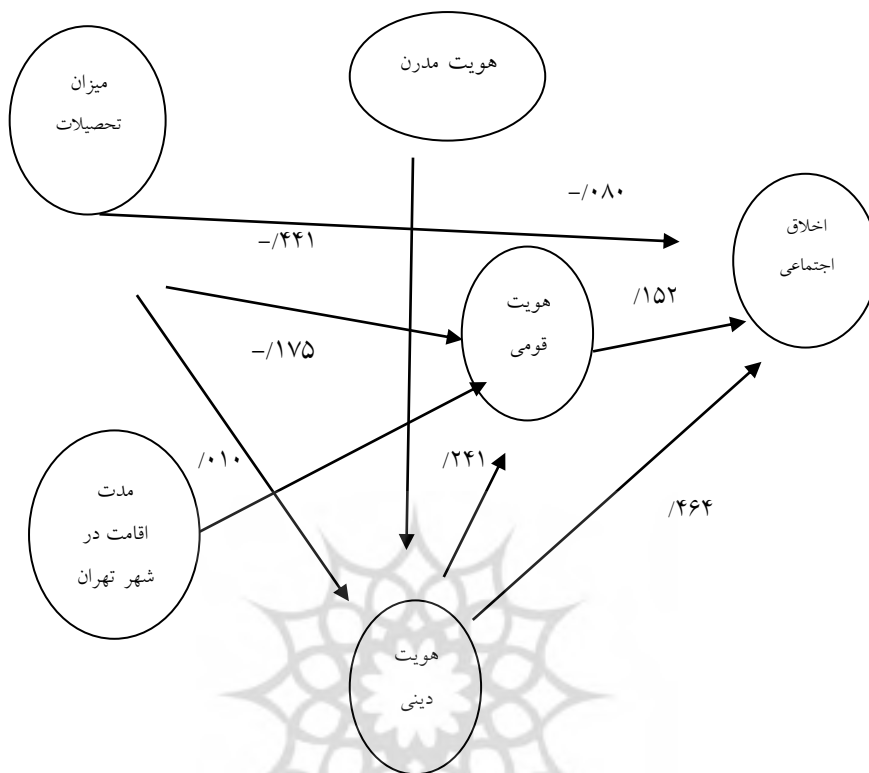 هویت مدرن
میزان
تحصیلات
-/۰۸۰
اخلاق
اجتماعی
-/۴۴۱
/۱۵۲
هویت
قومی
-/۱۷۵
/۰۱۰
/۲۴۱
مدت
اقامت در
شهر تهران
/۴۶۴
هویت
دینی